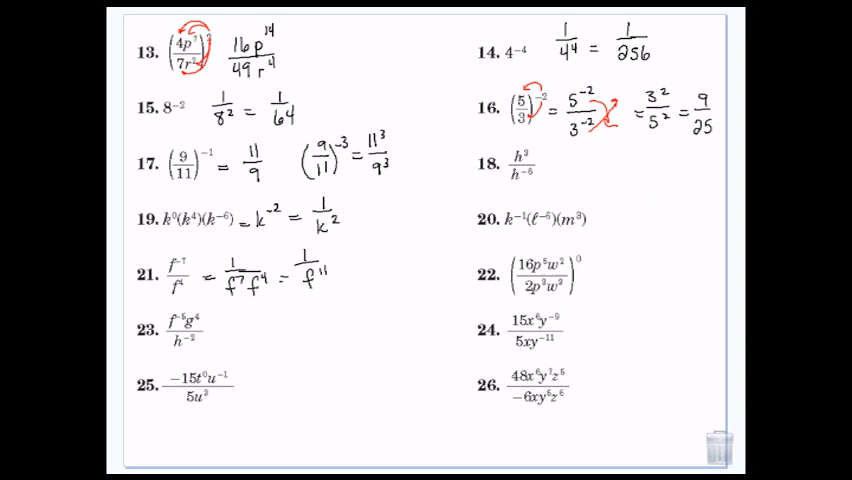 13. (4p⁷/7r²)² 16p¹⁴/49r⁴
14. 4⁻⁴ 1/4⁴ = 1/256
15. 8⁻² 1/8² = 1/64
16. (5/3)⁻² = 5⁻²/3⁻² = 3²/5² = 9/25
17. (9/11)⁻¹ = 11/9 (9/11)⁻³ = 11³/9³
18. h³/h⁻⁶
19. k⁰(k⁴)(k⁻⁶) = k⁻² = 1/k²
20. k⁻¹(ℓ⁻⁶)(m³)
21. f⁻⁷/f⁴ = 1/f⁷f⁴ = 1/f¹¹
22. (16p⁵w²/2p³w³)⁰
23. f⁻⁵g⁴/h⁻²
24. 15x⁶y⁻⁹/5xy⁻¹¹
25. −15t⁰u⁻¹/5u³
26. 48x⁶y⁷z⁵/−6xy⁵z⁶